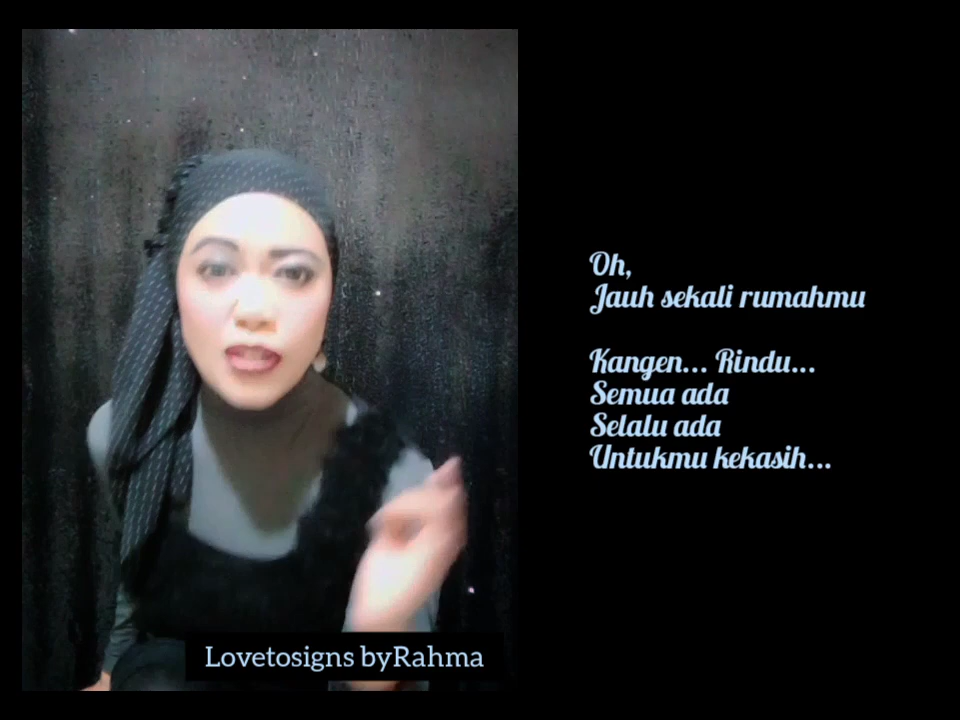 Oh,
Jauh sekali rumahmu
Kangen... Rindu...
Semua ada
Selalu ada
Untukmu kekasih...
Lovetosigns byRahma